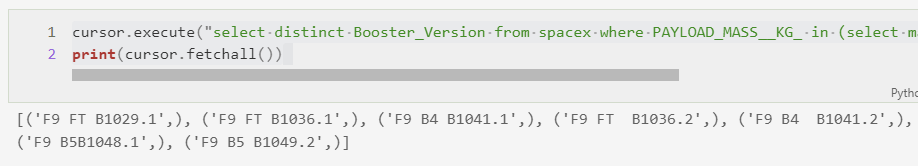 1 cursor.execute("select distinct Booster_Version from spacex where PAYLOAD_MASS__KG_ in (select
2 print(cursor.fetchall())
[('F9 FT B1029.1',), ('F9 FT B1036.1',), ('F9 B4 B1041.1',), ('F9 FT  B1036.2',), ('F9 B4  B1041.2',),
('F9 B5B1048.1',), ('F9 B5 B1049.2',)]